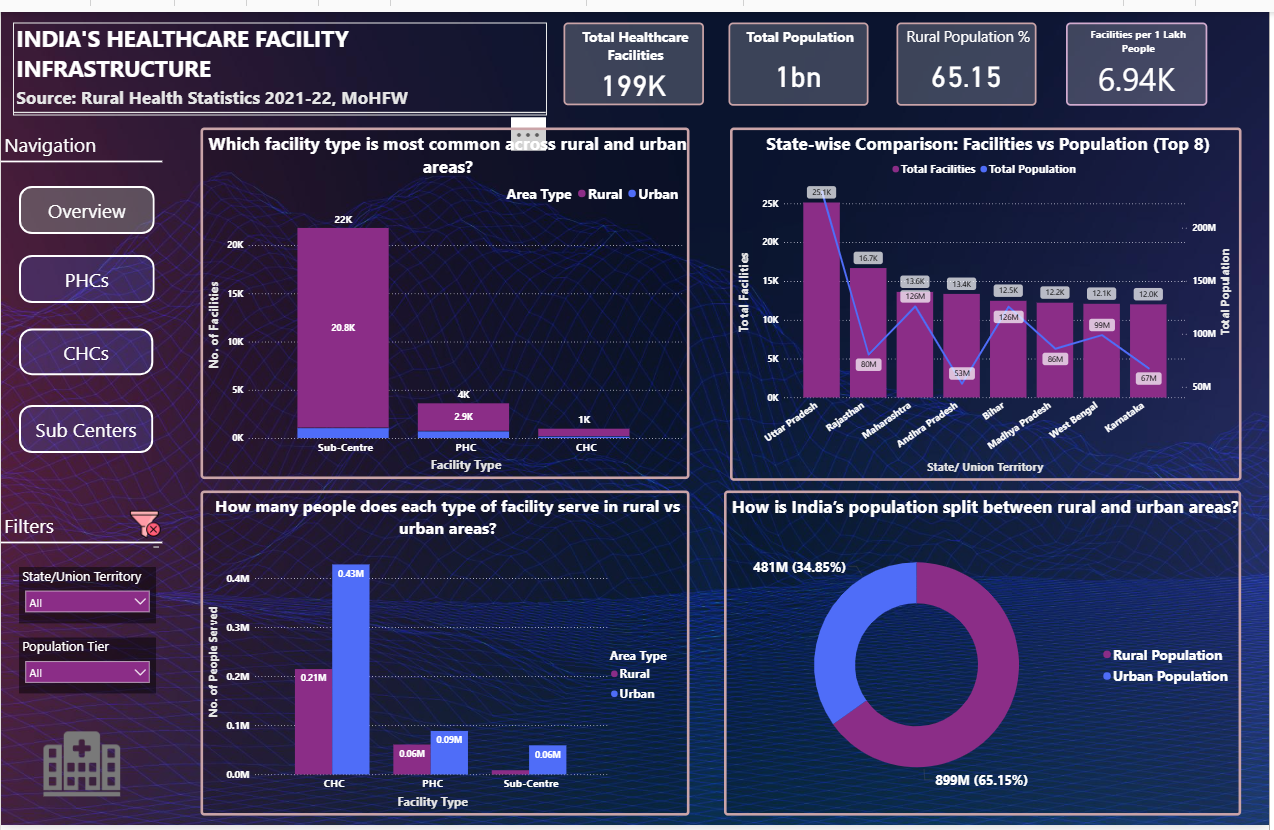 INDIA'S HEALTHCARE FACILITY
INFRASTRUCTURE
Source: Rural Health Statistics 2021-22, MoHFW
Total Healthcare
Facilities
199K
Total Population
1bn
Rural Population %
65.15
Facilities per 1 Lakh
People
6.94K
Navigation
Overview
PHCs
CHCs
Sub Centers
Filters
State/Union Territory
All
Population Tier
All
Which facility type is most common across rural and urban
areas?
Area Type Rural Urban
No. of Facilities
20K
15K
10K
5K
0K
22K
20.8K
4K
2.9K
1K
Sub-Centre
PHC
CHC
Facility Type
State-wise Comparison: Facilities vs Population (Top 8)
Total Facilities Total Population
Total Facilities
25K
20K
15K
10K
5K
0K
25.1K
16.7K
13.6K
13.4K
12.5K
12.2K
12.1K
12.0K
80M
126M
53M
126M
86M
99M
67M
200M
150M
100M
50M
Total Population
Uttar Pradesh
Rajasthan
Maharashtra
Andhra Pradesh
Bihar
Madhya Pradesh
West Bengal
Karnataka
State/ Union Territory
How many people does each type of facility serve in rural vs
urban areas?
No. of People Served
0.4M
0.3M
0.2M
0.1M
0.0M
0.21M
0.43M
0.06M
0.09M
0.06M
CHC
PHC
Sub-Centre
Facility Type
Area Type
Rural
Urban
How is India’s population split between rural and urban areas?
481M (34.85%)
899M (65.15%)
Rural Population
Urban Population